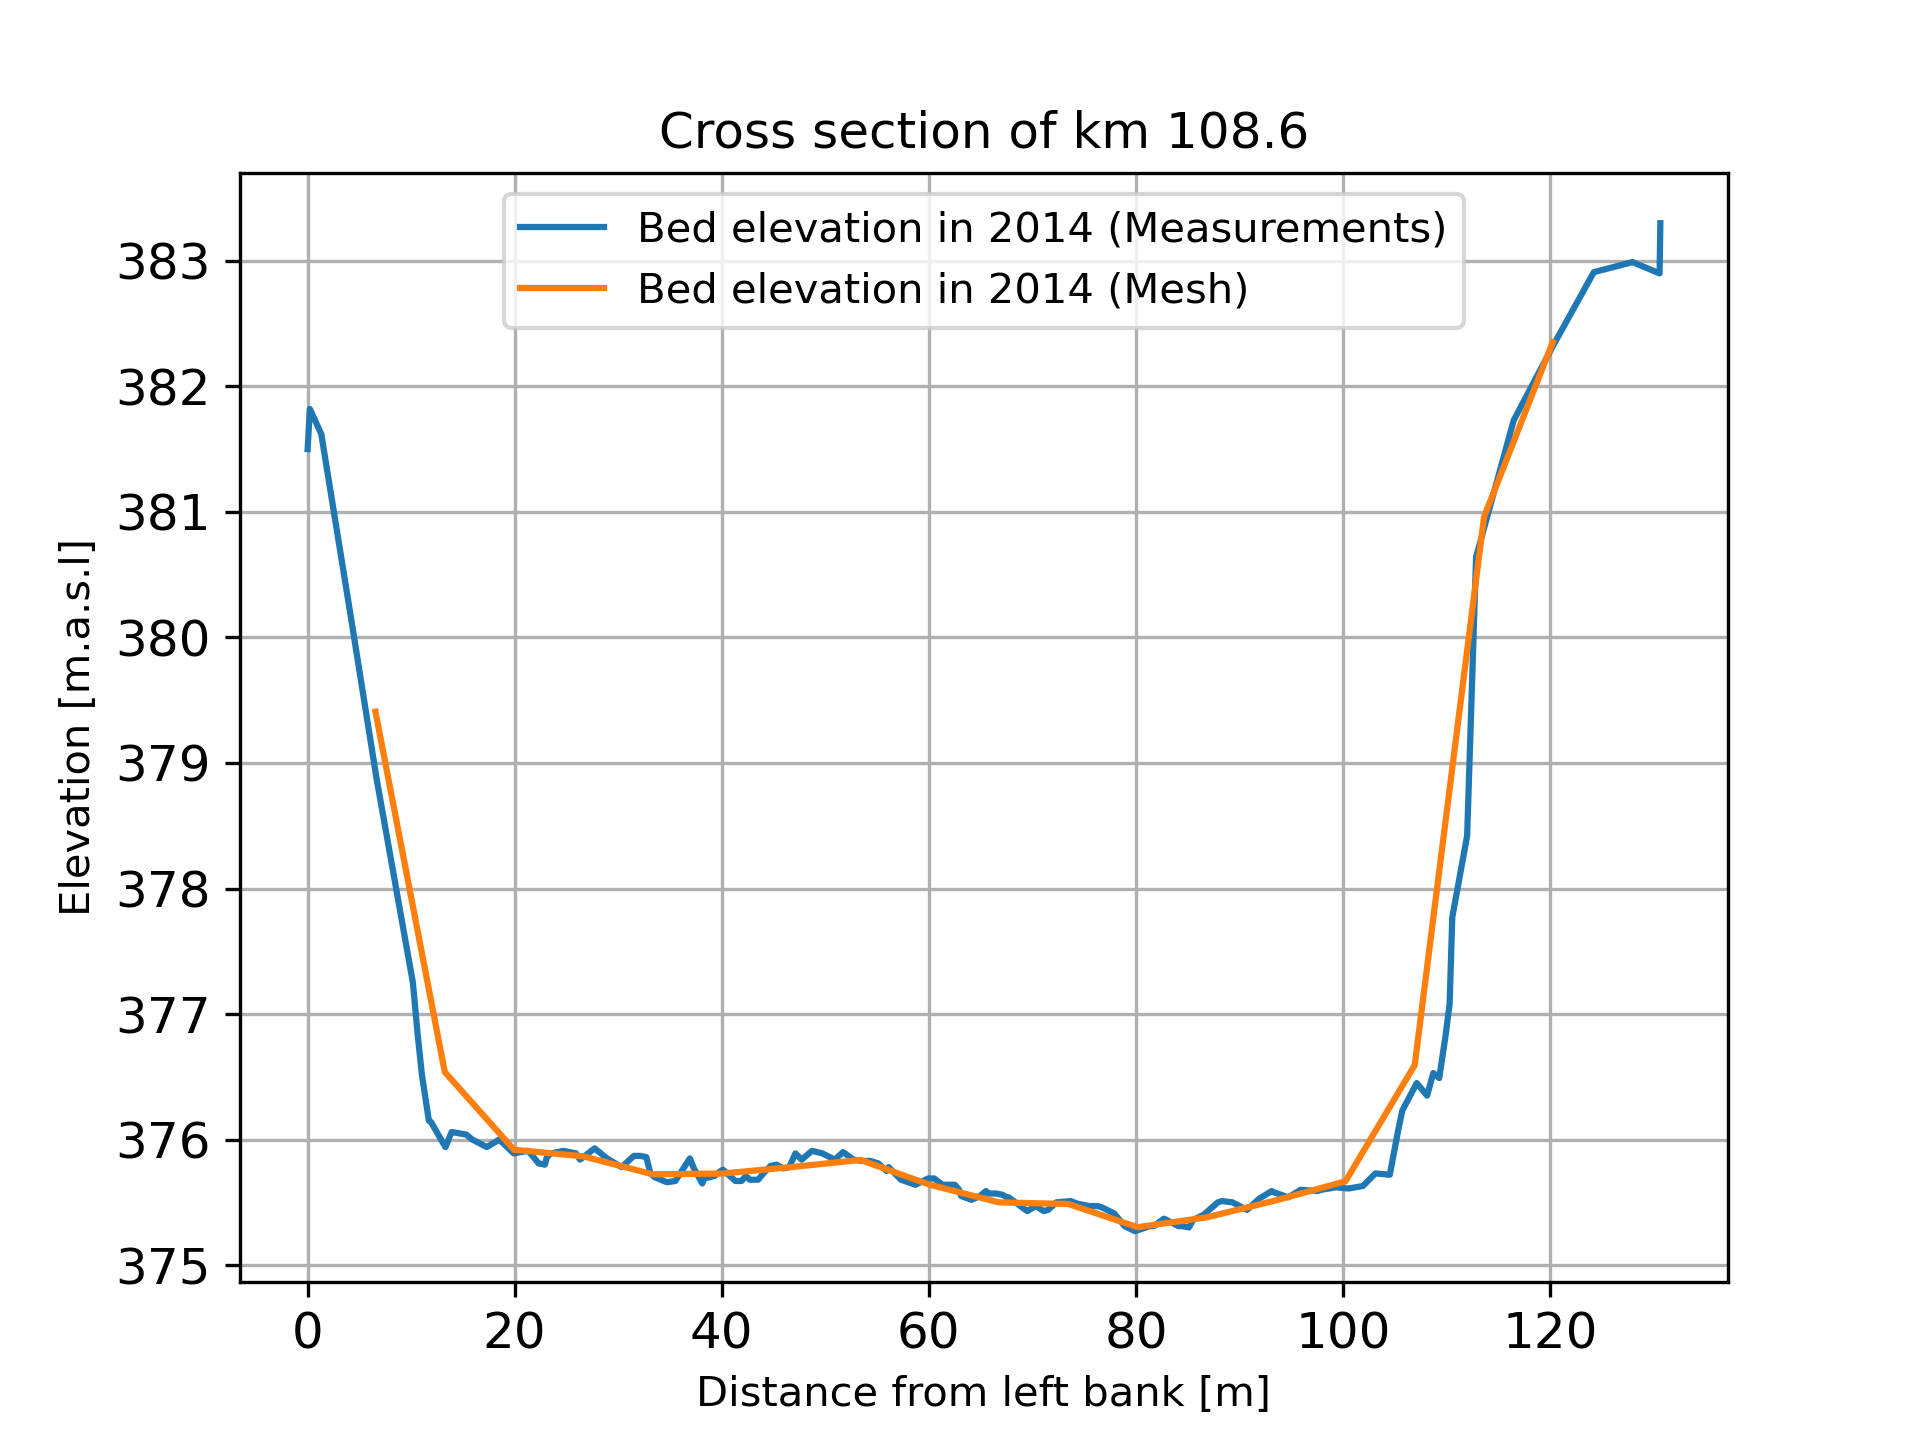 Cross section of km 108.6
Bed elevation in 2014 (Measurements)
Bed elevation in 2014 (Mesh)
Elevation [m.a.s.l]
383
382
381
380
379
378
377
376
375
0 20 40 60 80 100 120
Distance from left bank [m]